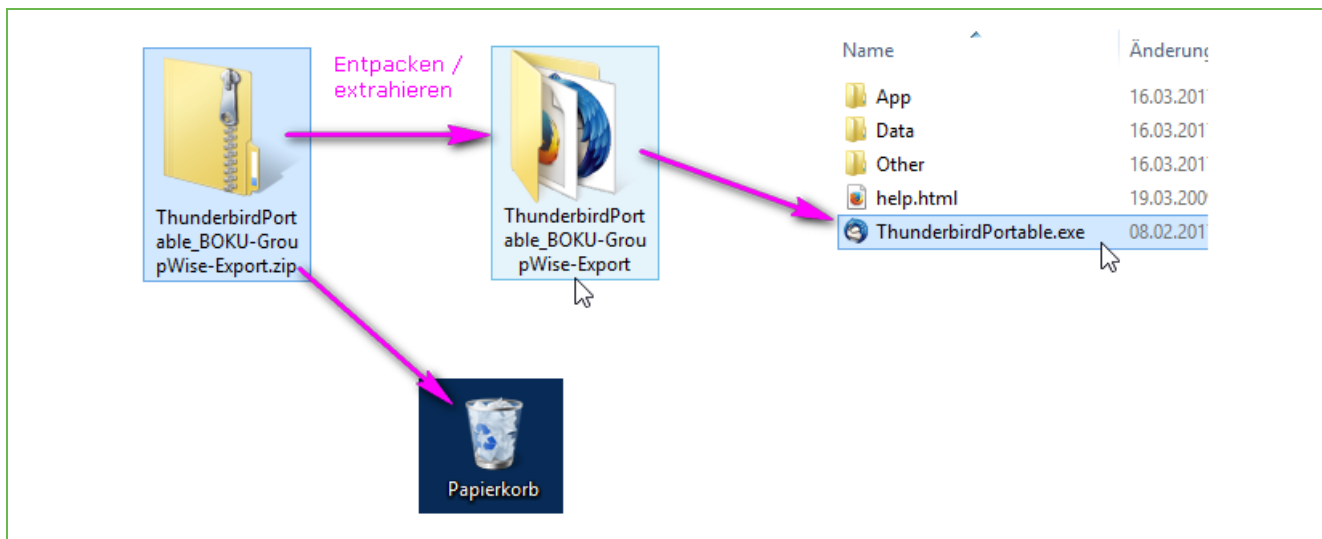 Entpacken /
extrahieren
ThunderbirdPort
able_BOKU-Grou
pWise-Export.zip
ThunderbirdPort
able_BOKU-Grou
pWise-Export
Name Änderung
App 16.03.201
Data 16.03.201
Other 16.03.201
help.html 19.03.200
ThunderbirdPortable.exe 08.02.201
Papierkorb